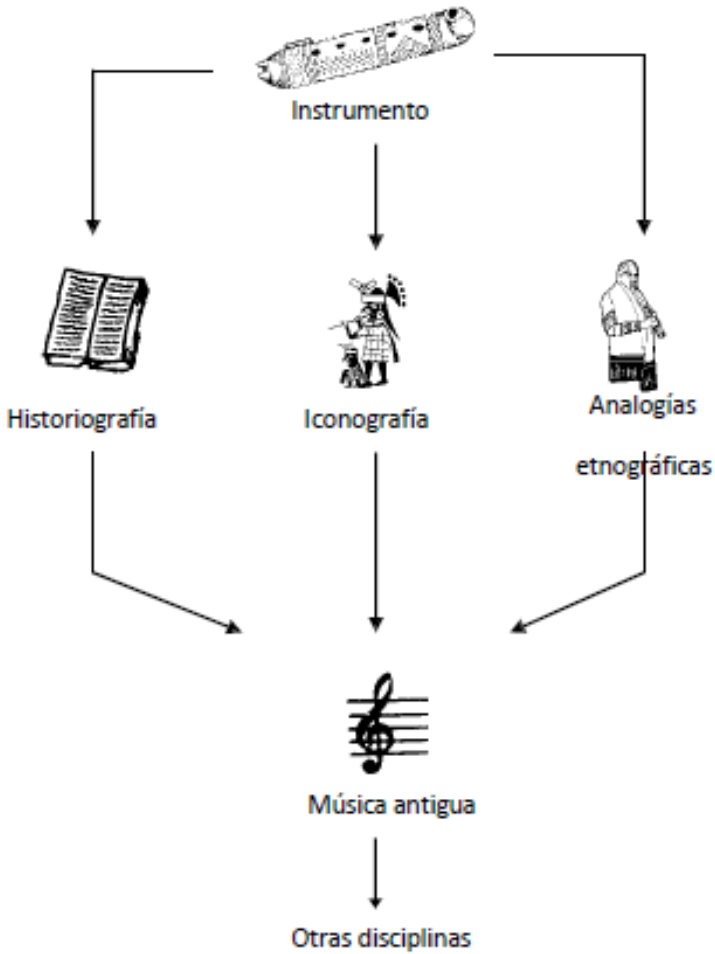 Instrumento
Historiografía
Iconografía
Analogías
etnográficas
Música antigua
Otras disciplinas